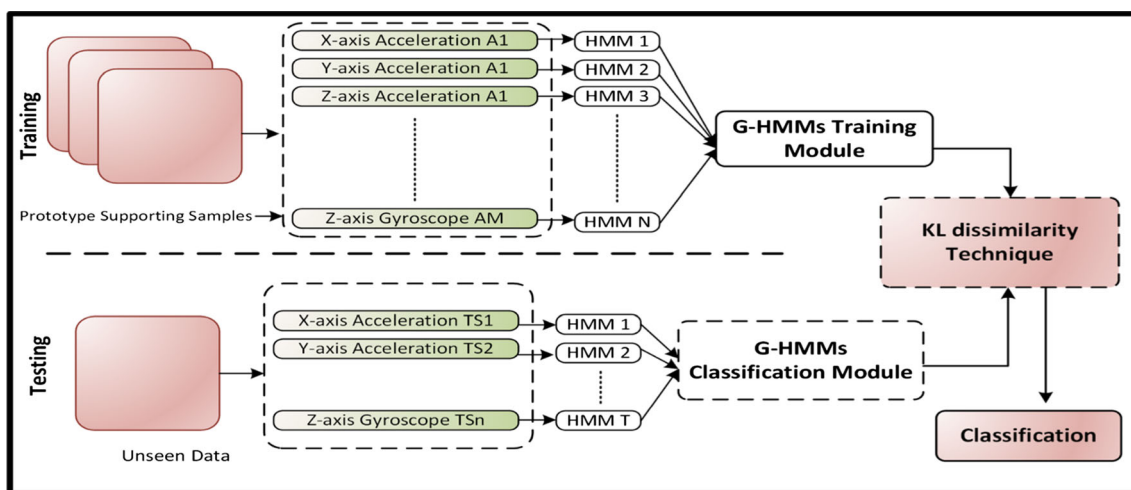 Training
X-axis Acceleration A1
HMM 1
Y-axis Acceleration A1
HMM 2
Z-axis Acceleration A1
HMM 3
G-HMMs Training
Module
Prototype Supporting Samples
Z-axis Gyroscope AM
HMM N
KL dissimilarity
Technique
Testing
X-axis Acceleration TS1
HMM 1
Y-axis Acceleration TS2
HMM 2
G-HMMs
Classification Module
Z-axis Gyroscope TSn
HMM T
Classification
Unseen Data